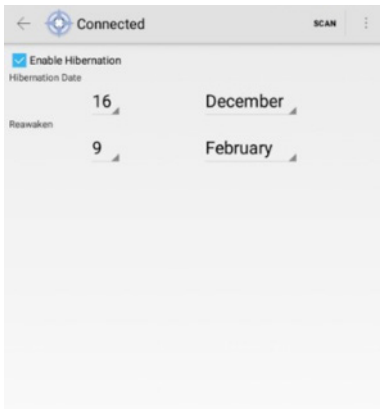 Connected SCAN
Enable Hibernation
Hibernation Date
16 December
Reawaken
9 February